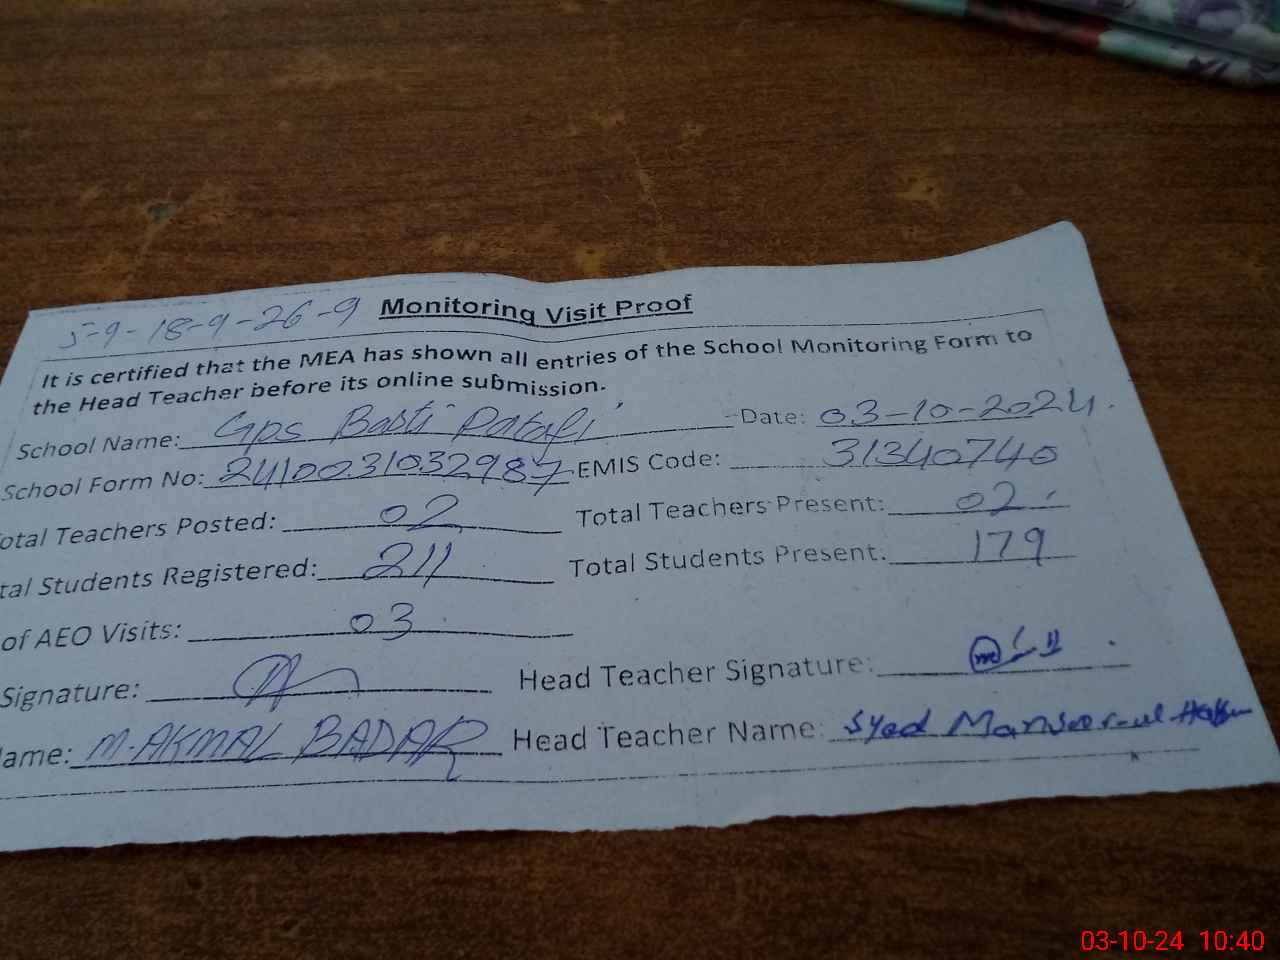 5-9-18-9-26-9 Monitoring Visit Proof
It is certified that the MEA has shown all entries of the School Monitoring Form to
the Head Teacher before its online submission.
School Name: Gps Basti Patafi Date: 03-10-2024.
School Form No: 2410031032987 EMIS Code: 31340740
otal Teachers Posted: 02 Total Teachers Present: 02
tal Students Registered: 211 Total Students Present: 179
of AEO Visits: 03
Signature: Head Teacher Signature:
ame: M. AKMAL BADAR Head Teacher Name: Syed
03-10-24 10:40